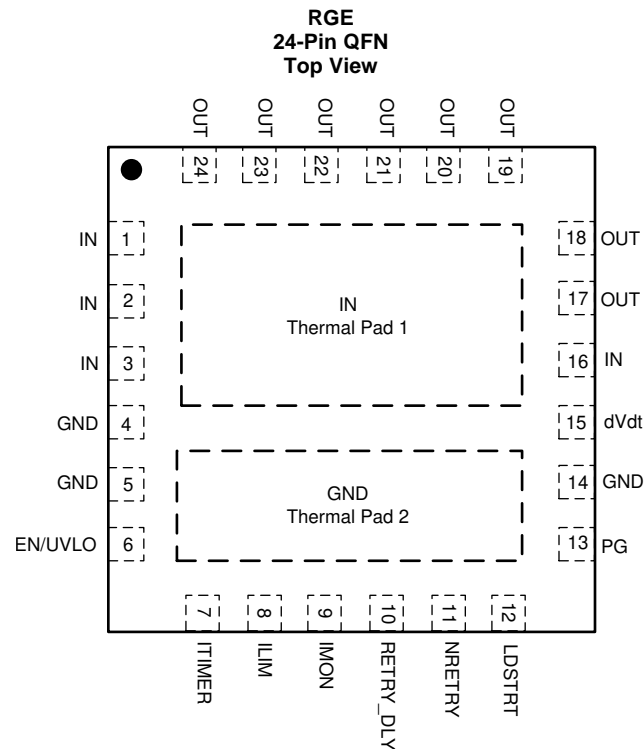 RGE
24-Pin QFN
Top View
OUT OUT OUT OUT OUT OUT
24 23 22 21 20 19
IN 1
IN 2
IN 3
GND 4
GND 5
EN/UVLO 6
IN
Thermal Pad 1
GND
Thermal Pad 2
18 OUT
17 OUT
16 IN
15 dVdt
14 GND
13 PG
7 8 9 10 11 12
ITIMER ILIM IMON RETRY_DLY NRETRY LDSTRT